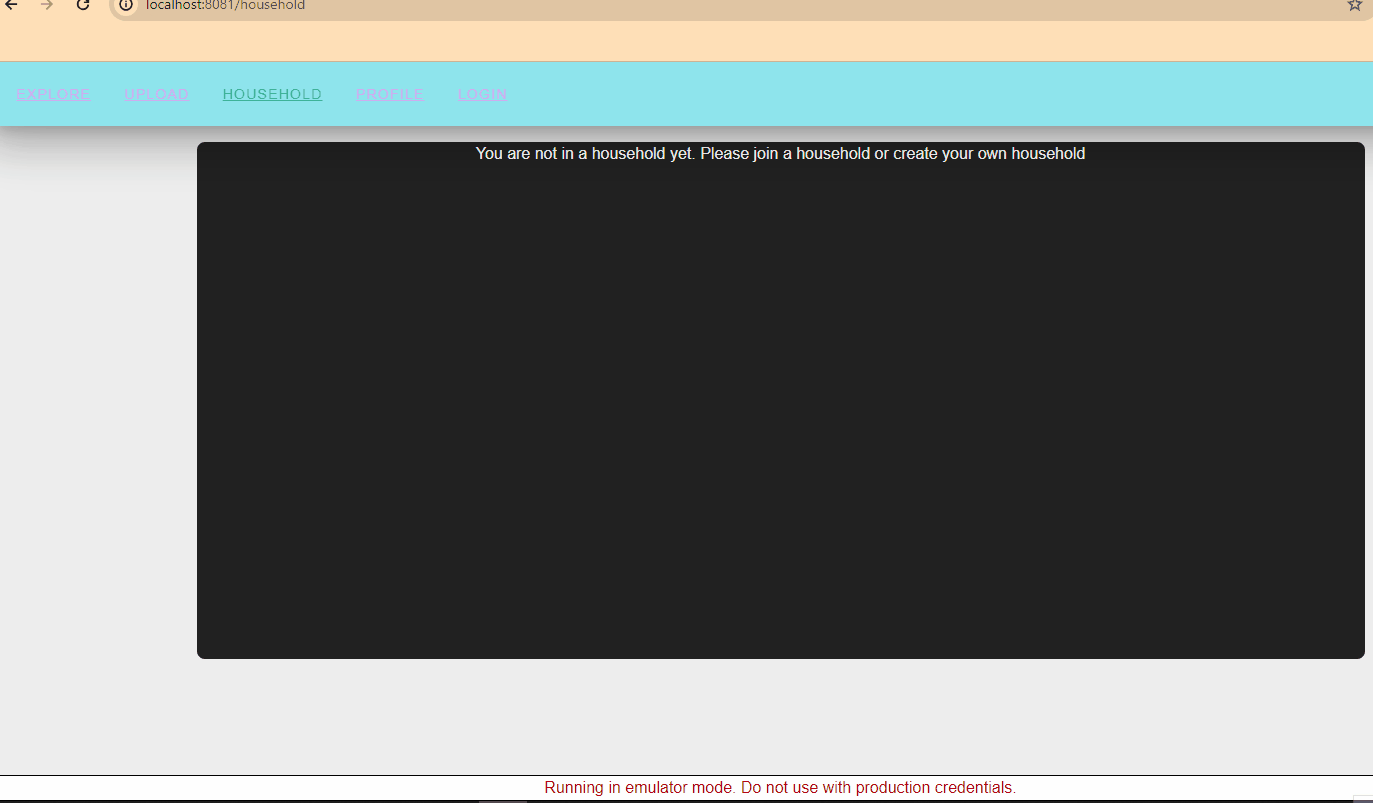 localhost:8081/household
EXPLORE UPLOAD HOUSEHOLD PROFILE LOGIN
You are not in a household yet. Please join a household or create your own household
Running in emulator mode. Do not use with production credentials.